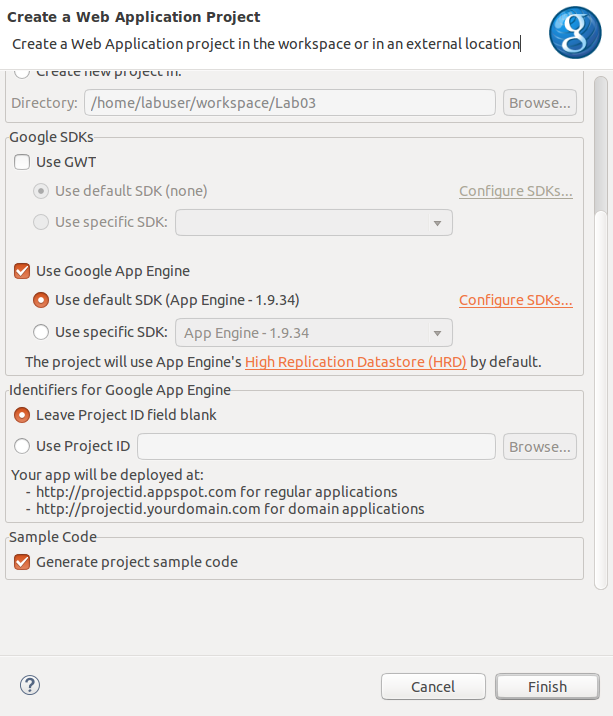 Create a Web Application Project
Create a Web Application project in the workspace or in an external location
g
Create new project in:
Directory: /home/labuser/workspace/Lab03 Browse...
Google SDKs
Use GWT
Use default SDK (none) Configure SDKs...
Use specific SDK:
Use Google App Engine
Use default SDK (App Engine - 1.9.34) Configure SDKs...
Use specific SDK: App Engine - 1.9.34
The project will use App Engine's High Replication Datastore (HRD) by default.
Identifiers for Google App Engine
Leave Project ID field blank
Use Project ID Browse...
Your app will be deployed at:
- http://projectid.appspot.com for regular applications
- http://projectid.yourdomain.com for domain applications
Sample Code
Generate project sample code
? Cancel Finish